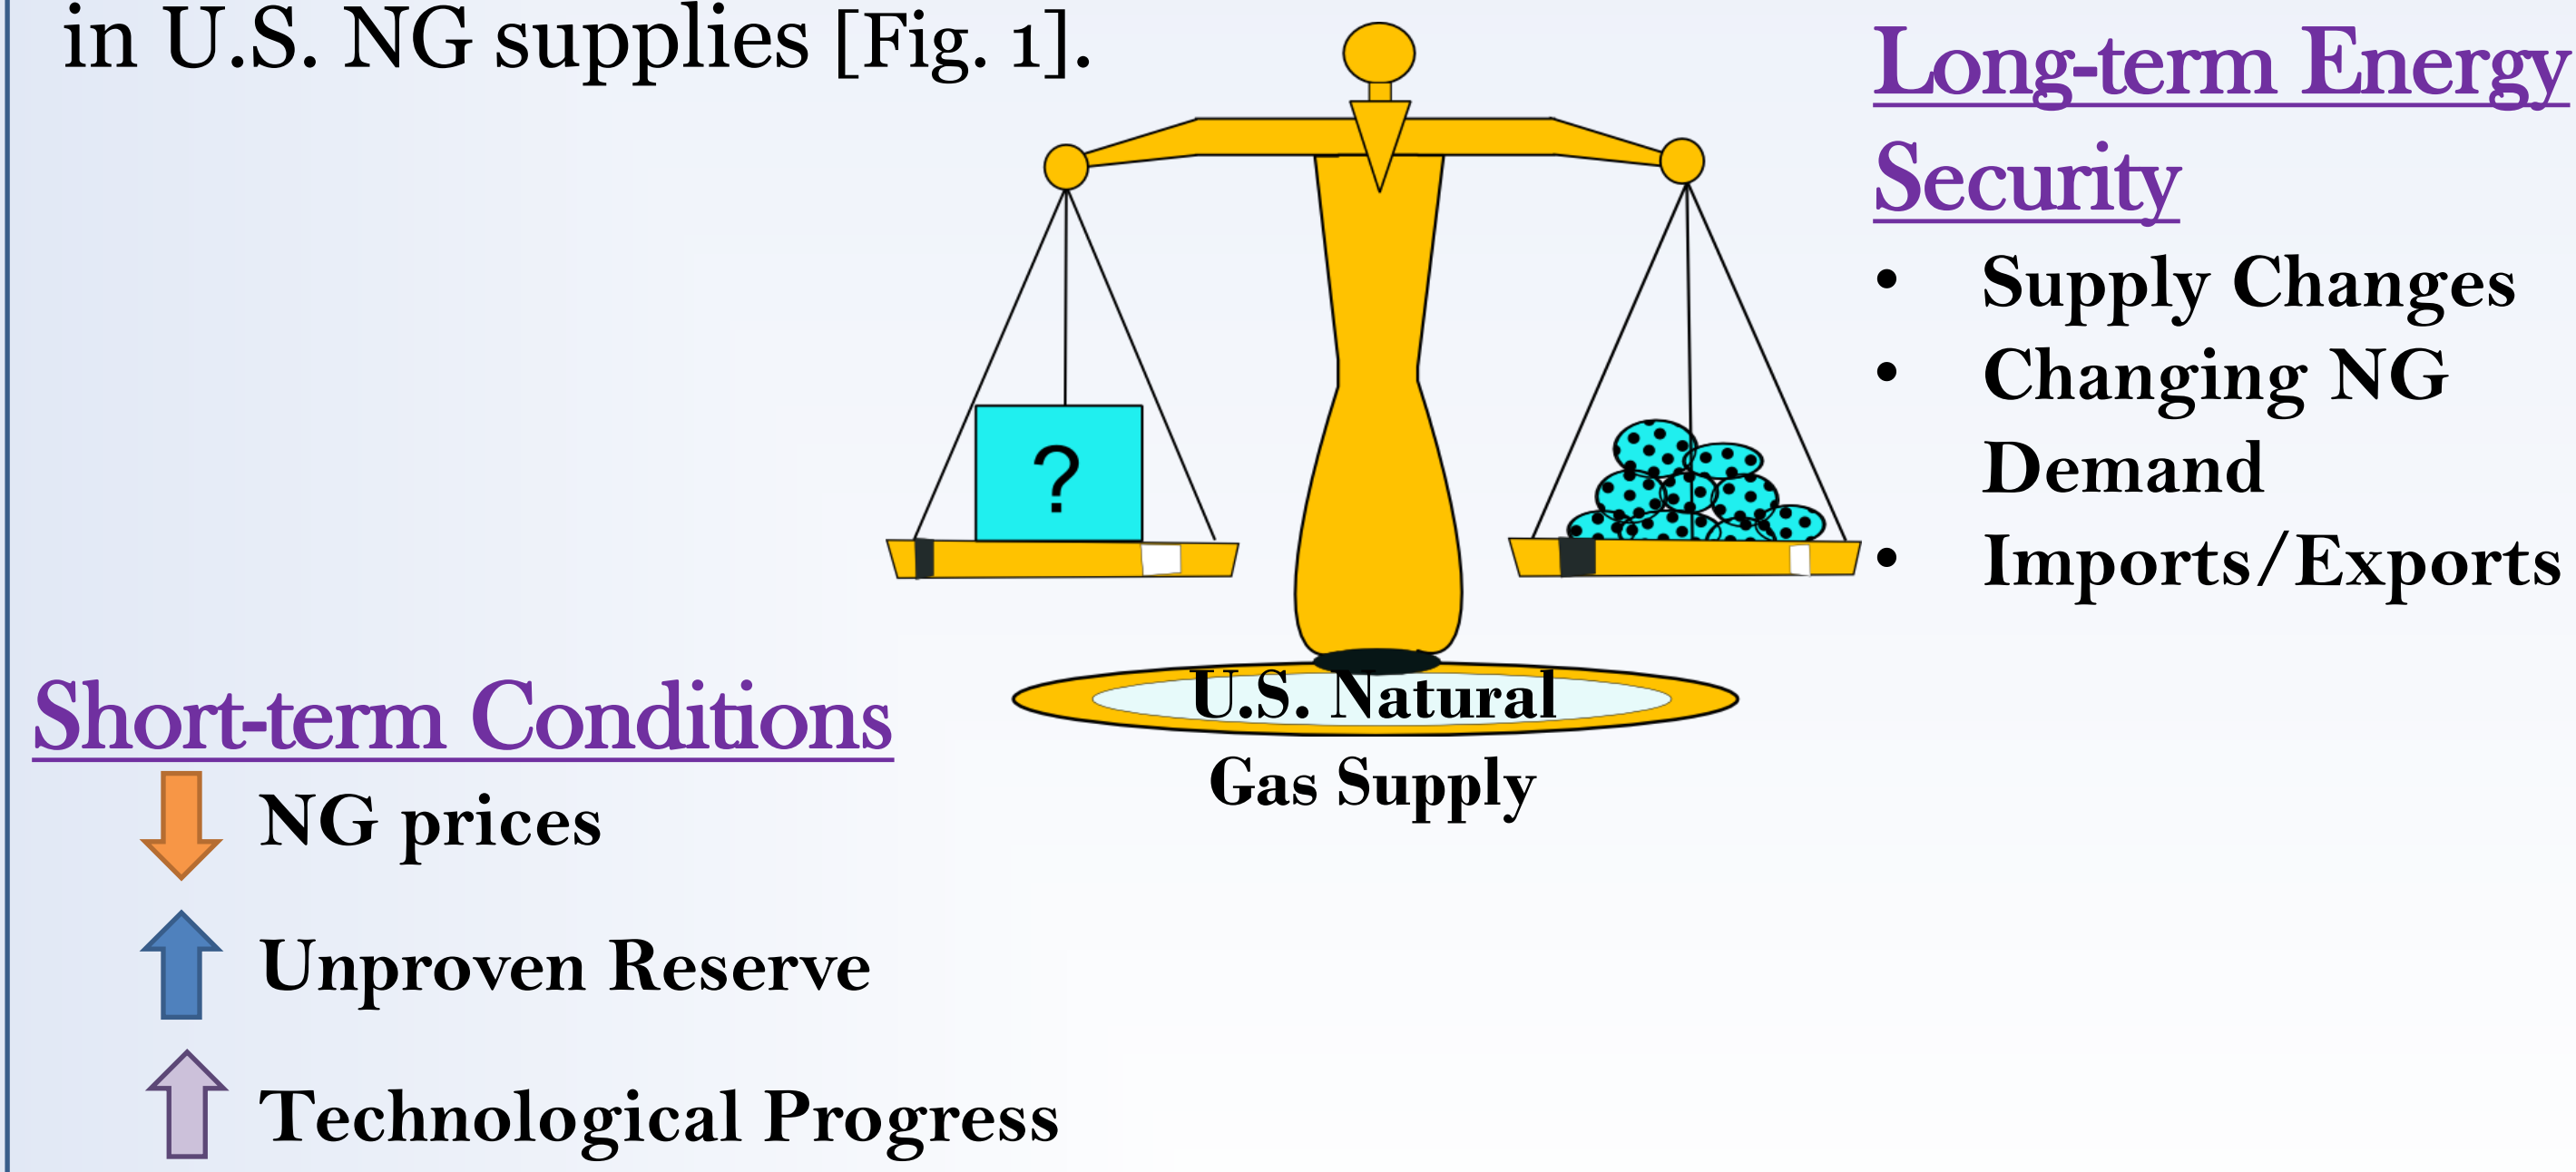 in U.S. NG supplies [Fig. 1].
Long-term Energy
Security
• Supply Changes
• Changing NG
Demand
• Imports/Exports
?
U.S. Natural
Gas Supply
Short-term Conditions
NG prices
Unproven Reserve
Technological Progress